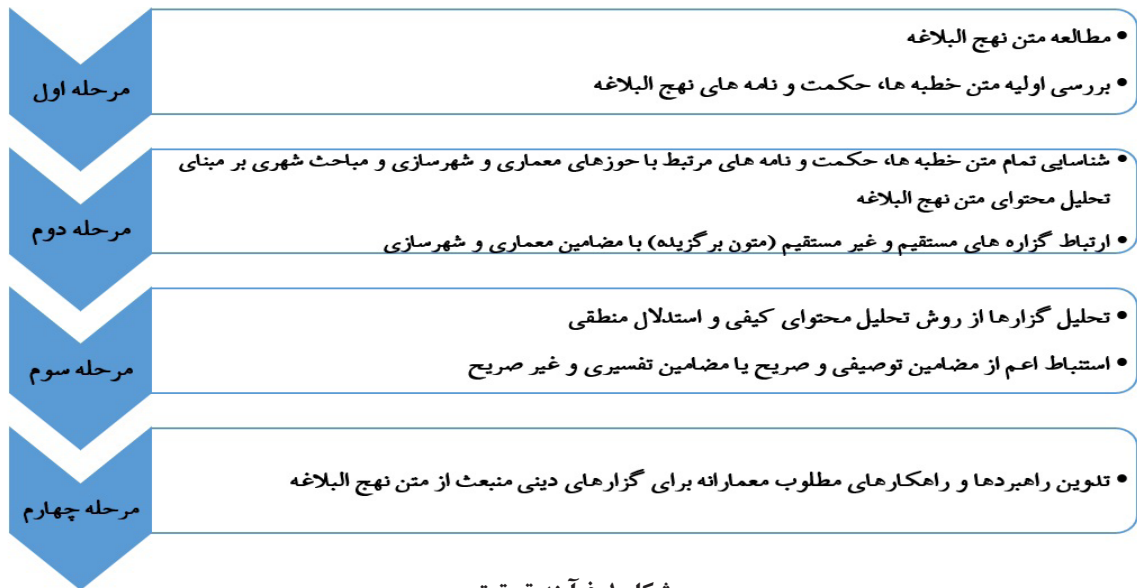 مرحله اول
• مطالعه متن نهج البلاغه
• بررسی اولیه متن خطبه ها، حکمت و نامه های نهج البلاغه
مرحله دوم
• شناسایی تمام متن خطبه ها، حکمت و نامه های مرتبط با حوزهای معماری و شهرسازی و مباحث شهری بر مبنای
تحلیل محتوای متن نهج البلاغه
• ارتباط گزاره های مستقیم و غیر مستقیم (متون برگزیده) با مضامین معماری و شهرسازی
مرحله سوم
• تحلیل گزارها از روش تحلیل محتوای کیفی و استدلال منطقی
• استنباط اعم از مضامین توصیفی و صریح یا مضامین تفسیری و غیر صریح
مرحله چهارم
• تدوین راهبردها و راهکارهای مطلوب معمارانه برای گزارهای دینی منبعث از متن نهج البلاغه